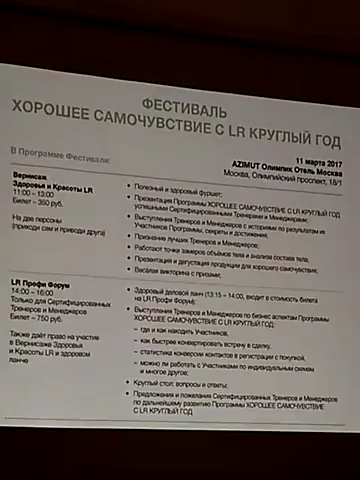 ФЕСТИВАЛЬ
ХОРОШЕЕ САМОЧУВСТВИЕ С LR КРУГЛЫЙ ГОД
11 марта 2017
AZIMUT Олимпик Отель Москва
Москва, Олимпийский проспект, 18/1
В Программе Фестиваля:
Вернисаж
Здоровья и Красоты LR
11:00 – 13:00
Билет – 350 руб.
На две персоны
(приходи сам и приводи друга)
• Полезный и здоровый фуршет;
• Презентация Программы ХОРОШЕЕ САМОЧУВСТВИЕ С LR КРУГЛЫЙ ГОД
успешными Сертифицированными Тренерами и Менеджерами;
• Выступления Тренеров и Менеджеров с историями по результатам их
Участников Программы, секреты и достижения;
• Признание лучших Тренеров и Менеджеров;
• Работают точки замеров объёмов тела и анализа состава тела;
• Презентация и дегустация продукции для хорошего самочувствия;
• Весёлая викторина с призами;
LR Профи Форум
14:00 – 16:00
Только для Сертифицированных
Тренеров и Менеджеров
Билет – 750 руб.
Также даёт право на участие
в Вернисаже Здоровья
и Красоты LR и здоровом
ланче
• Здоровый деловой ланч (13:15 – 14:00, входит в стоимость билета
на LR Профи Форум);
• Выступления Тренеров и Менеджеров по бизнес аспектам Программы
ХОРОШЕЕ САМОЧУВСТВИЕ С LR КРУГЛЫЙ ГОД:
– где и как находить Участников,
– как быстрее конвертировать встречу в сделку,
– статистика конверсии контактов в регистрации с покупкой,
– можно ли работать с Участниками по индивидуальным схемам
и многое другое;
• Круглый стол: вопросы и ответы;
• Предложения и пожелания Сертифицированных Тренеров и Менеджеров
по дальнейшему развитию Программы ХОРОШЕЕ САМОЧУВСТВИЕ
С LR КРУГЛЫЙ ГОД